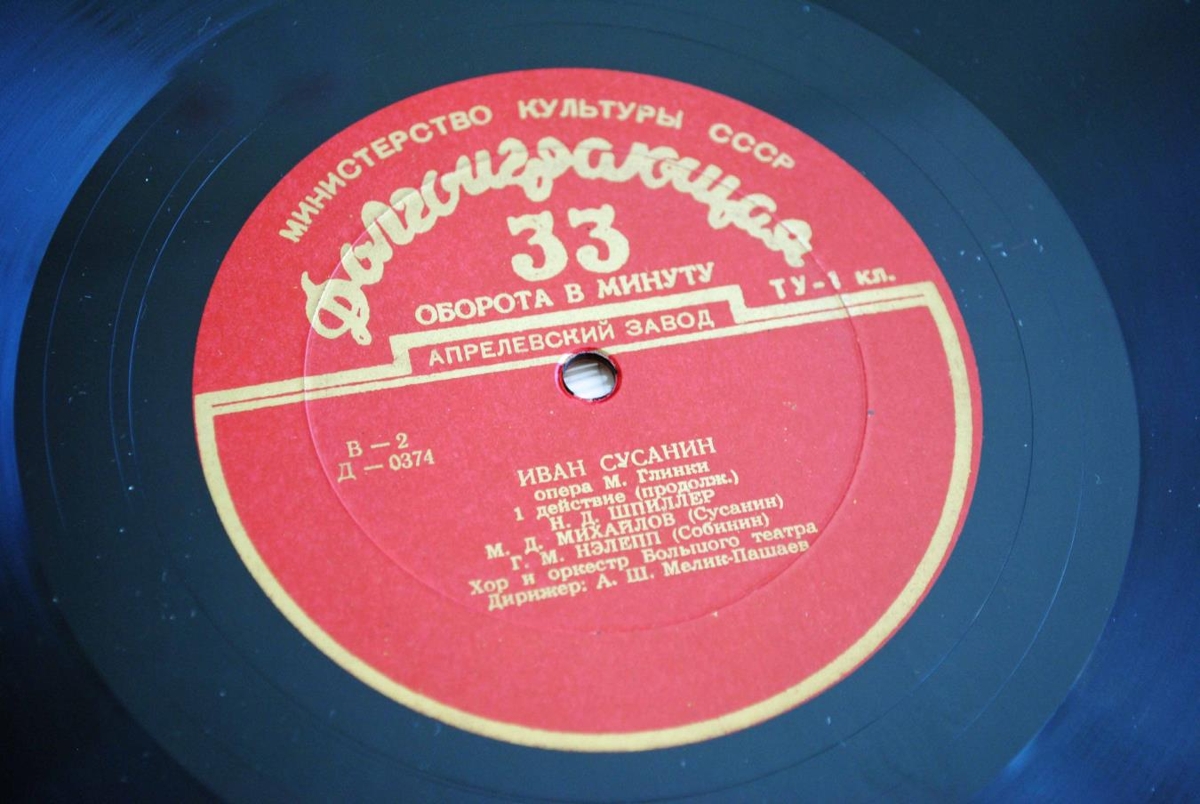 МИНИСТЕРСТВО КУЛЬТУРЫ СССР
Долгоиграющая
33
ОБОРОТА В МИНУТУ
ТУ-1 КЛ.
АПРЕЛЕВСКИЙ ЗАВОД
В — 2
Д — 0374
ИВАН СУСАНИН
опера М. Глинки
1 действие (продолж.)
Н. Д. ШПИЛЛЕР
М. Д. МИХАЙЛОВ (Сусанин)
Г. М. НЭЛЕПП (Собинин)
Хор и оркестр Большого театра
Дирижер: А. Ш. Мелик-Пашаев